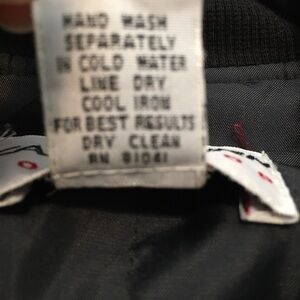 HAND WASH
SEPARATELY
IN COLD WATER
LINE DRY
COOL IRON
FOR BEST RESULTS
DRY CLEAN
RN 81041